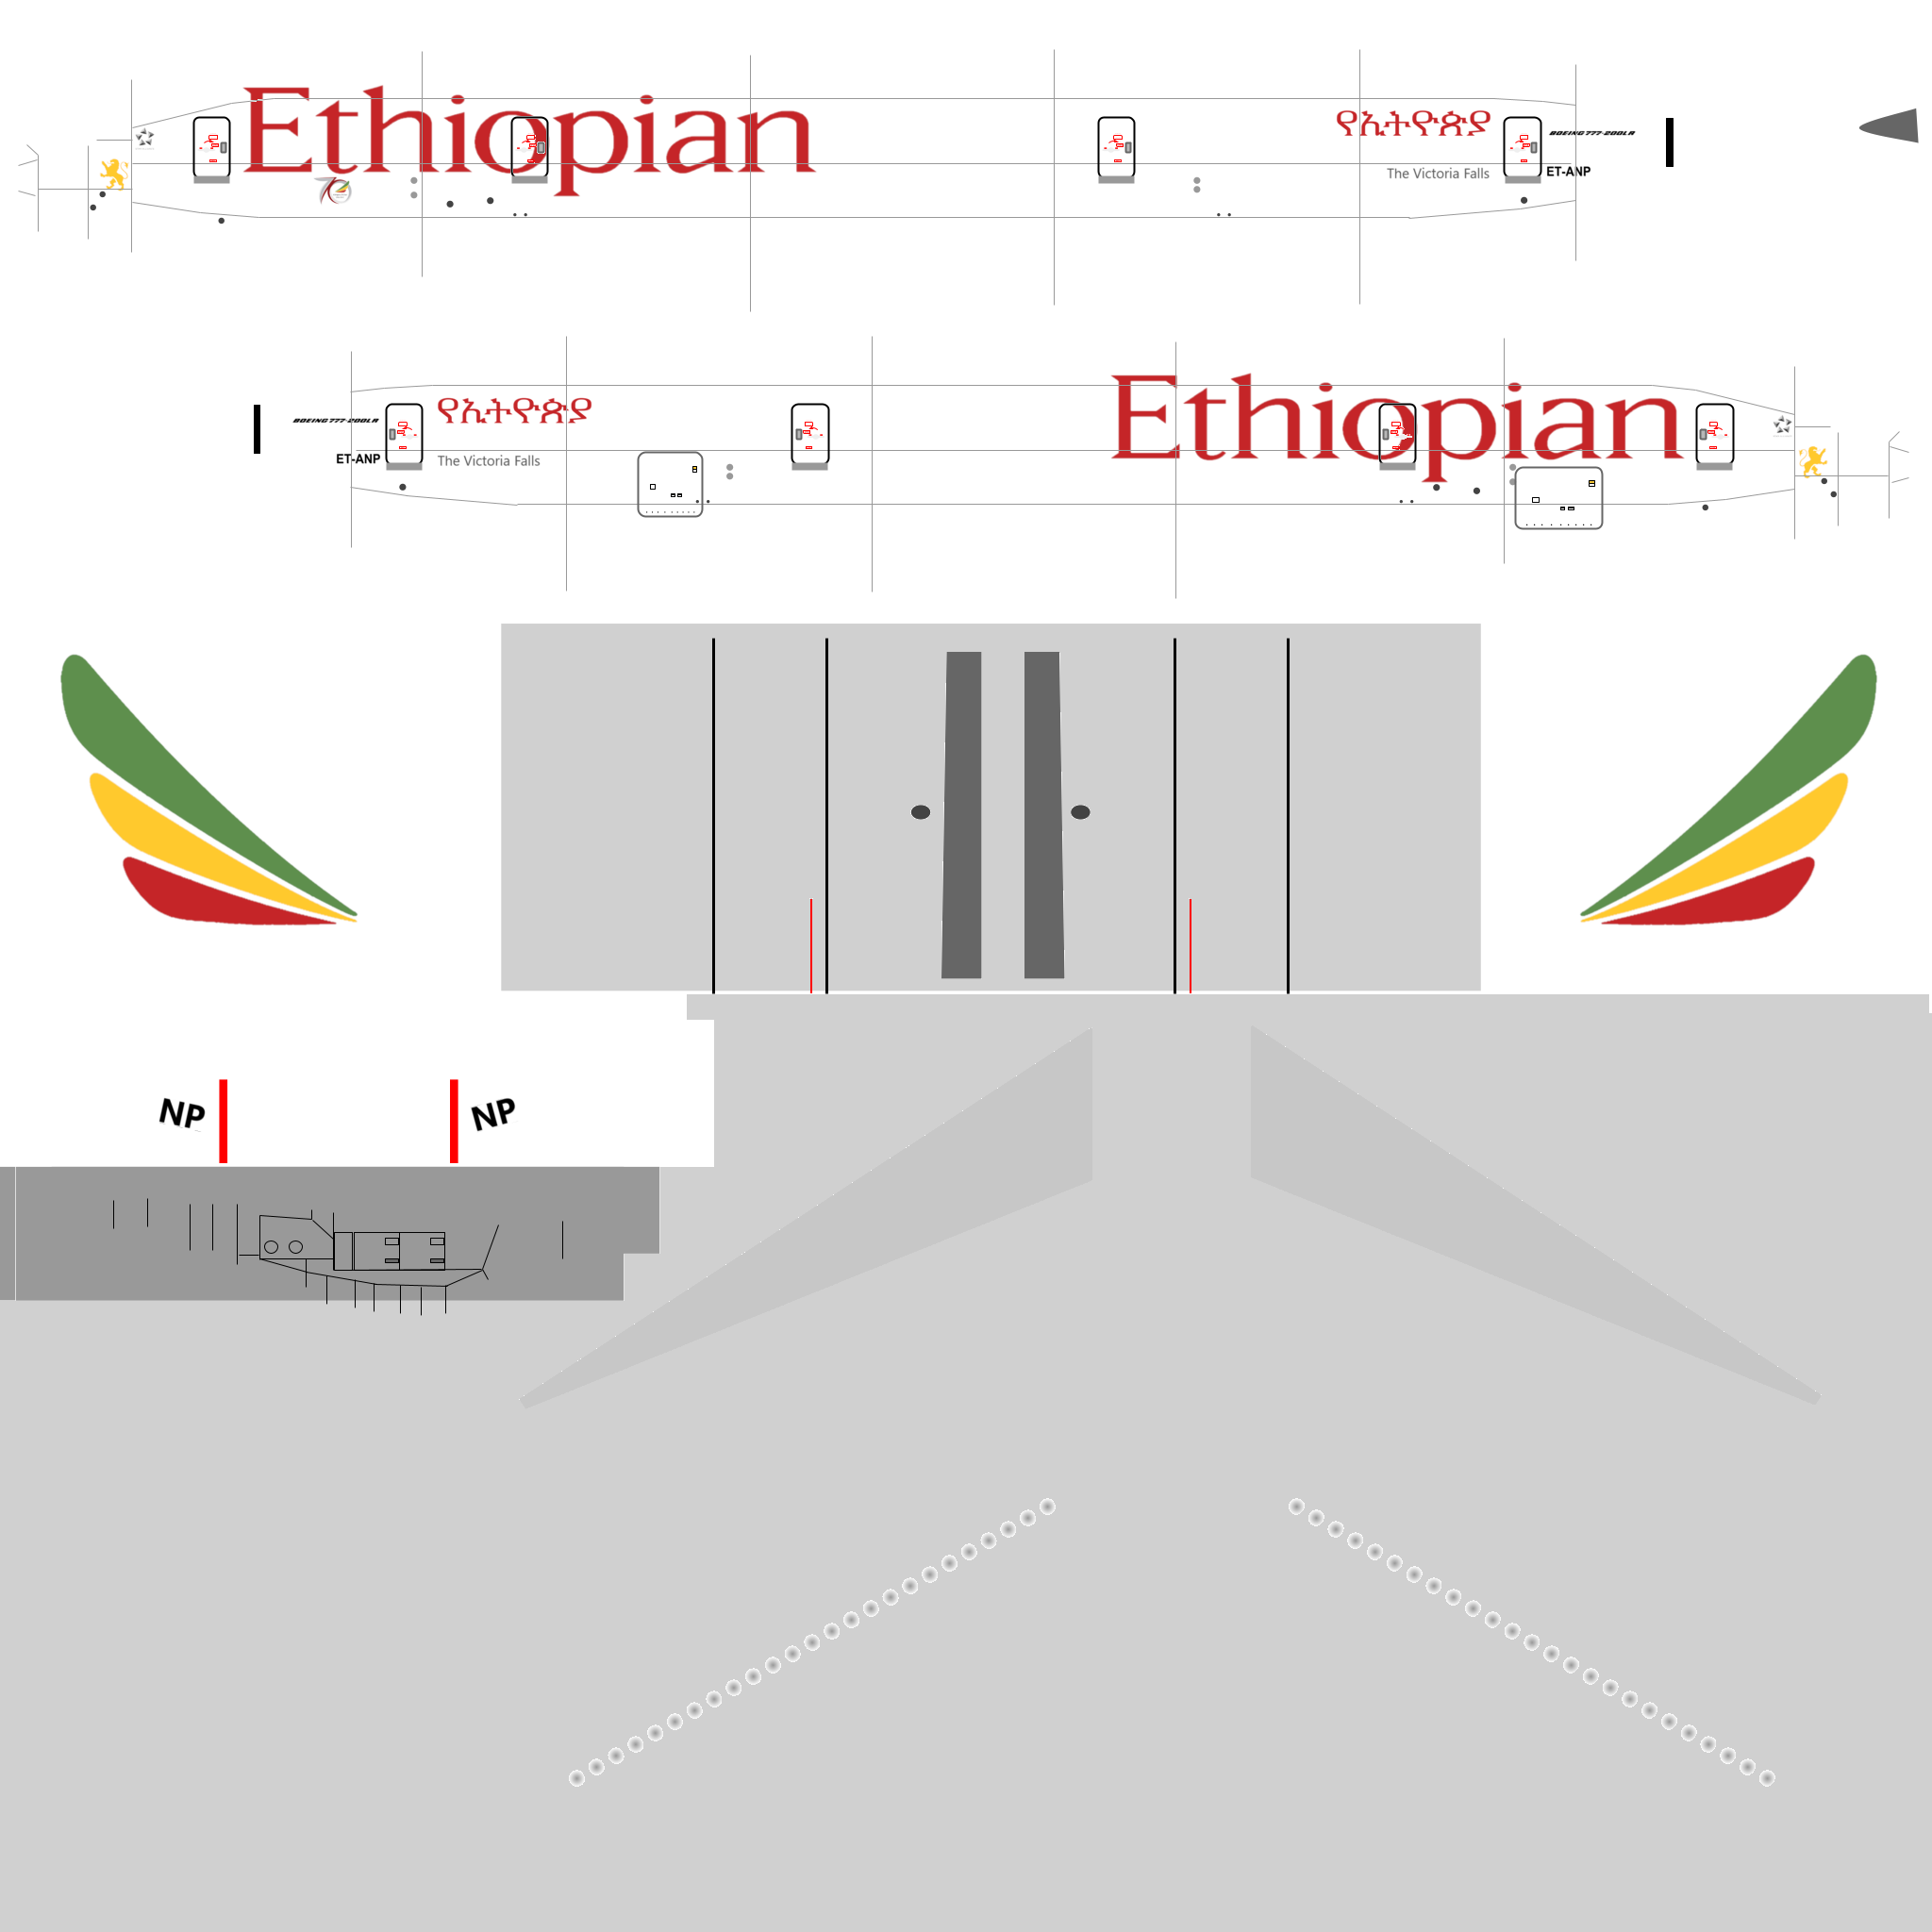 Ethiopian
የኢትዮጵያ
BOEING 777-200LR
70
The Victoria Falls
ET-ANP
Ethiopian
የኢትዮጵያ
BOEING 777-200LR
ET-ANP
The Victoria Falls
NP
NP